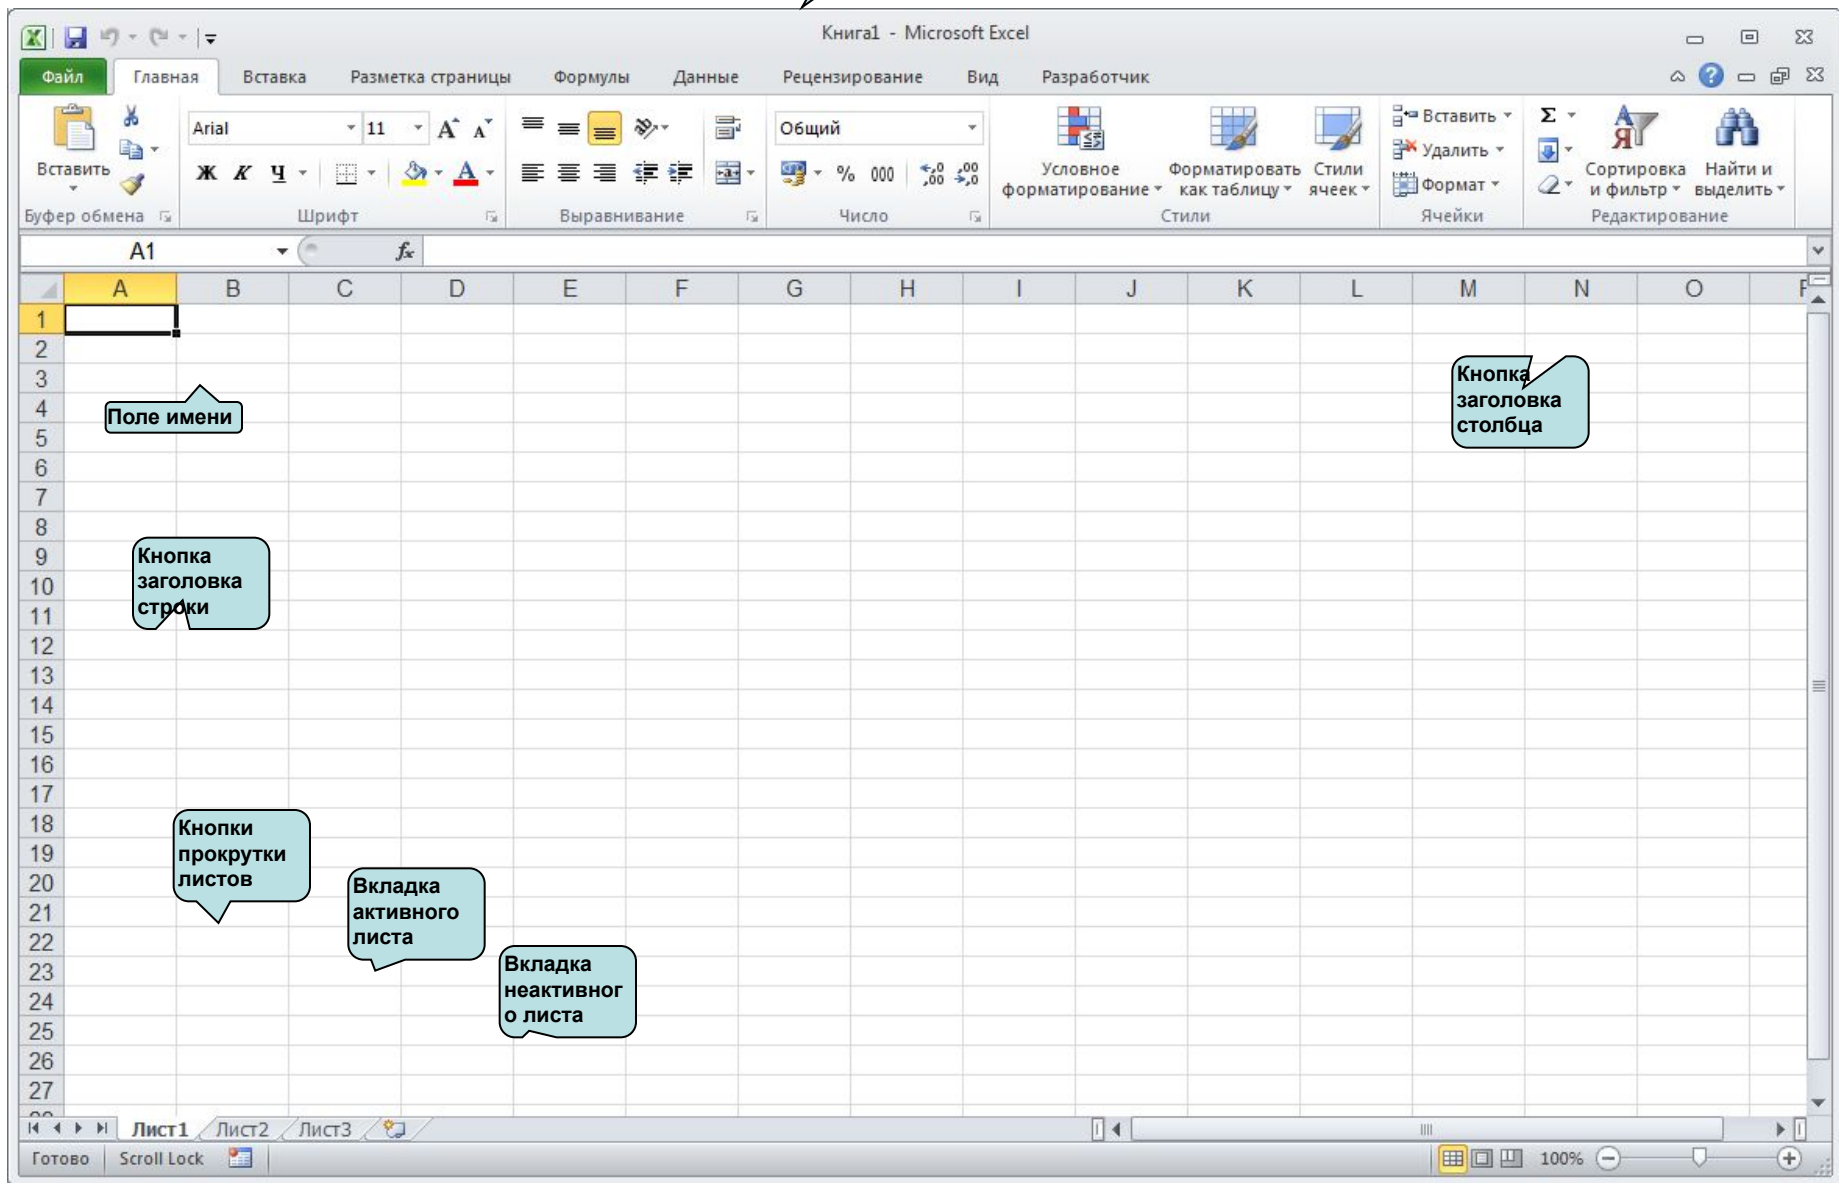 Книга1 - Microsoft Excel
Файл Главная Вставка Разметка страницы Формулы Данные Рецензирование Вид Разработчик
Вставить
Arial 11
Ж К Ч
Общий
% 000
Условное
форматирование
Форматировать
как таблицу
Стили
ячеек
Вставить
Удалить
Формат
Σ
Сортировка
и фильтр
Найти и
выделить
Буфер обмена Шрифт Выравнивание Число Стили Ячейки Редактирование
A1 fx
A B C D E F G H I J K L M N O
1
2
3
4
5
6
7
8
9
10
11
12
13
14
15
16
17
18
19
20
21
22
23
24
25
26
27
Поле имени
Кнопка
заголовка
столбца
Кнопка
заголовка
строки
Кнопки
прокрутки
листов
Вкладка
активного
листа
Вкладка
неактивног
о листа
Лист1 Лист2 Лист3
Готово Scroll Lock 100%